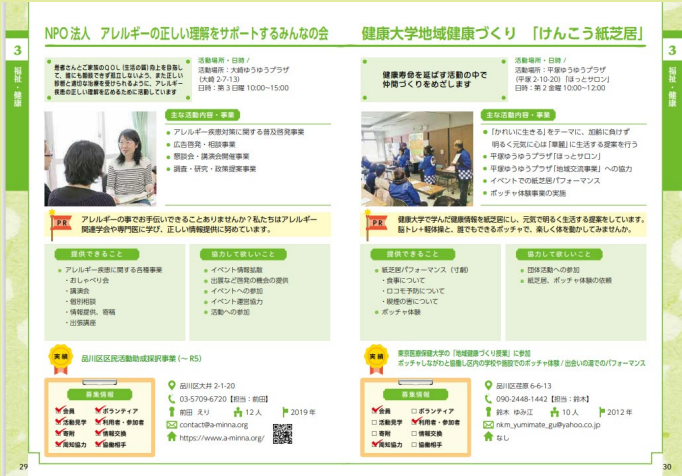 3
福祉・健康
NPO法人 アレルギーの正しい理解をサポートするみんなの会
患者さんとご家族のQOL(生活の質)向上を目指し
て、誰にも相談できず孤立しないよう、また正しい
診断と適切な治療を受けられるように、アレルギー
疾患の正しい理解を広めるために活動しています
活動場所・日時/
活動場所:大崎ゆうゆうプラザ
(大崎 2-7-13)
日時:第3日曜 10:00~15:00
主な活動内容・事業
● アレルギー疾患対策に関する普及啓発事業
● 広告啓発・相談事業
● 懇談会・講演会開催事業
● 調査・研究・政策提案事業
PR
アレルギーの事でお手伝いできることありませんか?私たちはアレルギー
関連学会や専門医に学び、正しい情報提供に努めています。
提供できること
● アレルギー疾患に関する各種事業
・おしゃべり会
・講演会
・個別相談
・情報提供、寄稿
・出張講座
協力して欲しいこと
● イベント情報拡散
● 出展など啓発の機会の提供
● イベントへの参加
● イベント運営協力
● 活動への参加
実績
品川区区民活動助成採択事業(~R5)
募集情報
会員
ボランティア
活動見学
利用者・参加者
寄附
情報交換
周知協力
協働相手
品川区大井 2-1-20
03-5709-6720【担当:前田】
前田 えり
12人
2019年
contact@a-minna.org
https://www.a-minna.org/
29
健康大学地域健康づくり 「けんこう紙芝居」
健康寿命を延ばす活動の中で
仲間づくりをめざします
活動場所・日時/
活動場所:平塚ゆうゆうプラザ
(平塚 2-10-20)「ほっとサロン」
日時:第2金曜 10:00~12:00
主な活動内容・事業
● 「かれいに生きる」をテーマに、加齢に負けず
明るく元気に心は「華麗」に生活する提案を行う
● 平塚ゆうゆうプラザ「ほっとサロン」
● 平塚ゆうゆうプラザ「地域交流事業」への協力
● イベントでの紙芝居パフォーマンス
● ボッチャ体験事業の実施
PR
健康大学で学んだ健康情報を紙芝居にし、元気で明るく生活する提案をしています。
脳トレ+軽体操と、誰でもできるボッチャで、楽しく体を動かしてみませんか。
提供できること
● 紙芝居パフォーマンス(寸劇)
・食事について
・ロコモ予防について
・喫煙の害について
● ボッチャ体験
協力して欲しいこと
● 団体活動への参加
● 紙芝居、ボッチャ体験の依頼
実績
東京医療保健大学の「地域健康づくり授業」に参加
ボッチャしながわと協働し区内の学校や施設でのボッチャ体験/出会いの湯でのパフォーマンス
募集情報
会員
□ボランティア
□活動見学
利用者・参加者
□寄附
□情報交換
周知協力
協働相手
品川区荏原 6-6-13
090-2448-1442【担当:鈴木】
鈴木 ゆみ江
10人
2012年
nkm_yumimate_gu@yahoo.co.jp
なし
3
福祉・健康
30